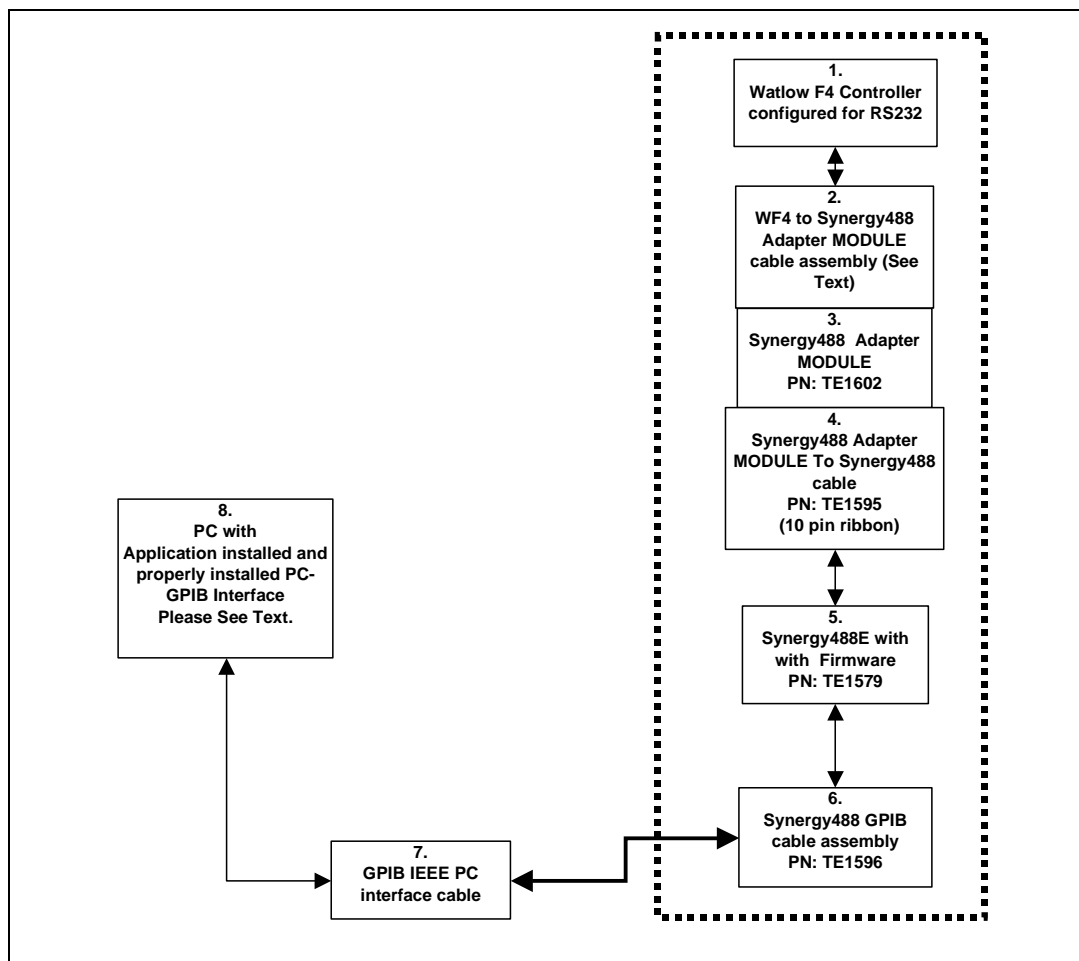 1.
Watlow F4 Controller
configured for RS232
2.
WF4 to Synergy488
Adapter MODULE
cable assembly (See
Text)
3.
Synergy488 Adapter
MODULE
PN: TE1602
4.
Synergy488 Adapter
MODULE To Synergy488
cable
PN: TE1595
(10 pin ribbon)
5.
Synergy488E with
with Firmware
PN: TE1579
6.
Synergy488 GPIB
cable assembly
PN: TE1596
7.
GPIB IEEE PC
interface cable
8.
PC with
Application installed and
properly installed PC-
GPIB Interface
Please See Text.